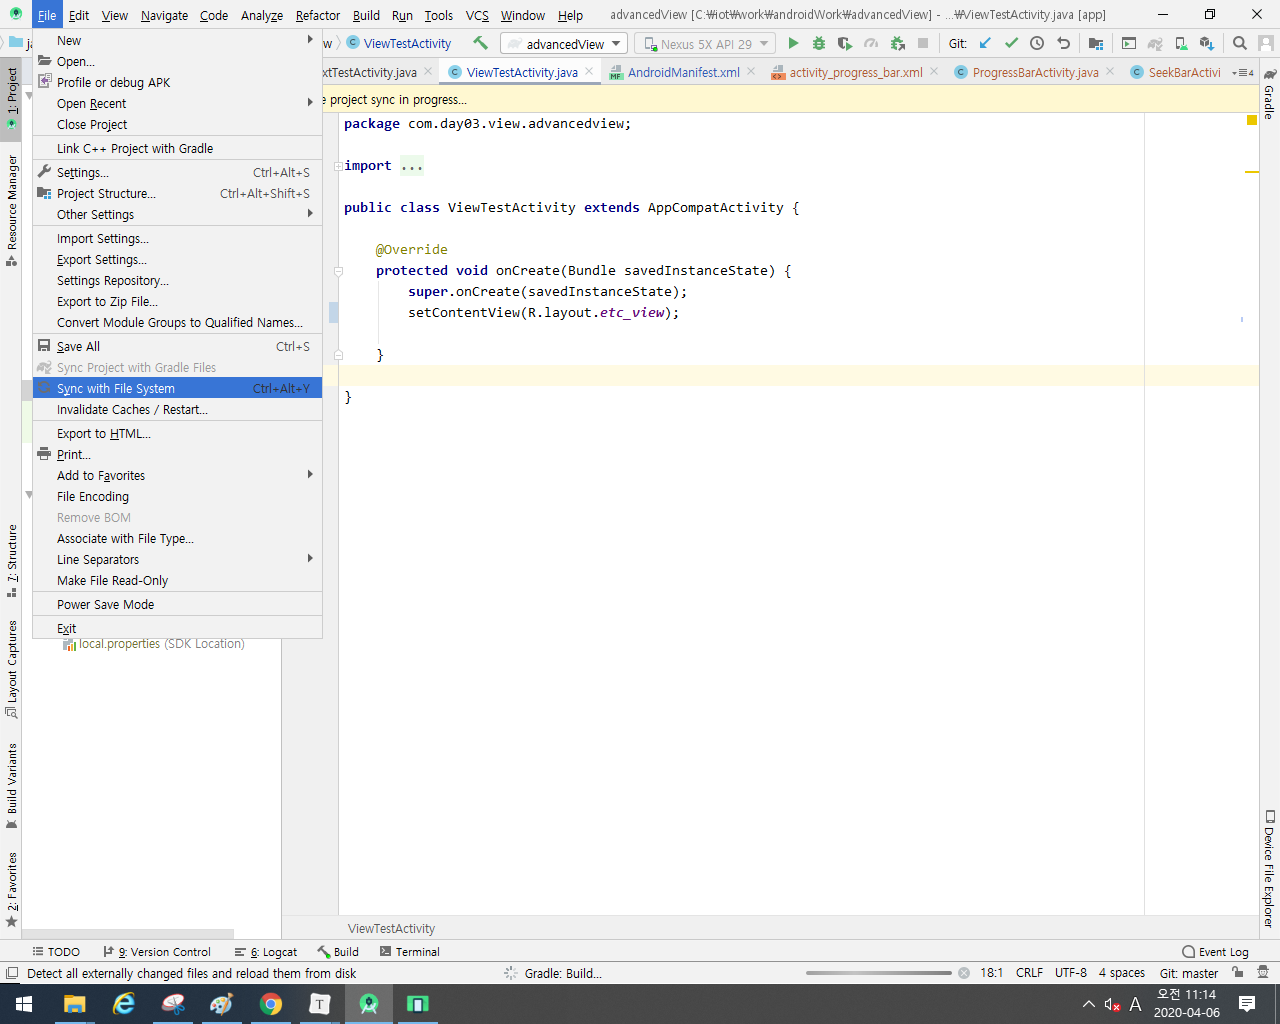 File Edit View Navigate Code Analyze Refactor Build Run Tools VCS Window Help advancedView [C:₩iot₩work₩androidWork₩advancedView] - ...₩ViewTestActivity.java [app]
ViewTestActivity advancedView Nexus 5X API 29 Git:
xtTestActivity.java ViewTestActivity.java AndroidManifest.xml activity_progress_bar.xml ProgressBarActivity.java SeekBarActivi 4
project sync in progress...
New
Open...
Profile or debug APK
Open Recent
Close Project
Link C++ Project with Gradle
Settings... Ctrl+Alt+S
Project Structure... Ctrl+Alt+Shift+S
Other Settings
Import Settings...
Export Settings...
Settings Repository...
Export to Zip File...
Convert Module Groups to Qualified Names...
Save All Ctrl+S
Sync Project with Gradle Files
Sync with File System Ctrl+Alt+Y
Invalidate Caches / Restart...
Export to HTML...
Print...
Add to Favorites
File Encoding
Remove BOM
Associate with File Type...
Line Separators
Make File Read-Only
Power Save Mode
Exit
local.properties (SDK Location)
1: Project
Resource Manager
7: Structure
Layout Captures
Build Variants
2: Favorites
package com.day03.view.advancedview;
import ...
public class ViewTestActivity extends AppCompatActivity {
@Override
protected void onCreate(Bundle savedInstanceState) {
super.onCreate(savedInstanceState);
setContentView(R.layout.etc_view);
}
}
Gradle
Device File Explorer
ViewTestActivity
TODO 9: Version Control 6: Logcat Build Terminal Event Log
Detect all externally changed files and reload them from disk Gradle: Build... 18:1 CRLF UTF-8 4 spaces Git: master
A 오전 11:14
2020-04-06